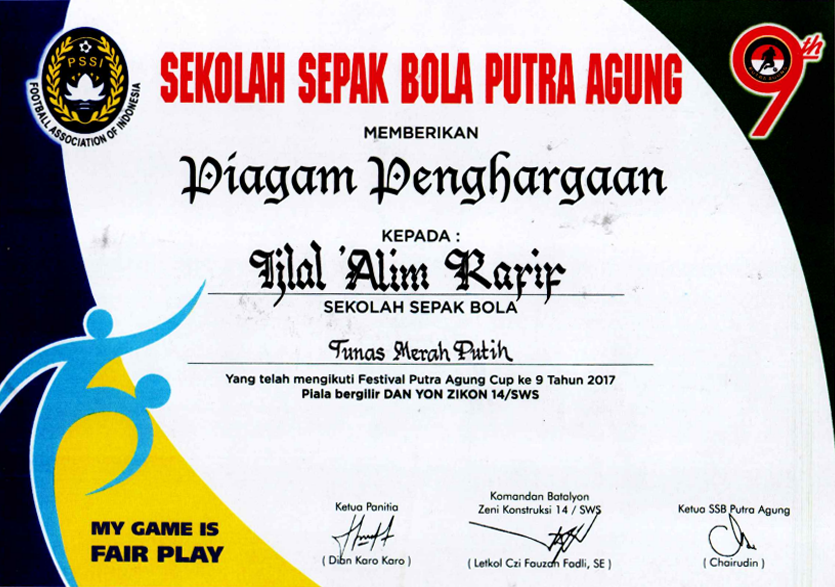 PSSI
FOOTBALL ASSOCIATION OF INDONESIA
9th
SEKOLAH SEPAK BOLA PUTRA AGUNG
MEMBERIKAN
Piagam Penghargaan
KEPADA :
'Alim Rafif
SEKOLAH SEPAK BOLA
Tunas Merah Putih
Yang telah mengikuti Festival Putra Agung Cup ke 9 Tahun 2017
Piala bergilir DAN YON ZIKON 14/SWS
Ketua Panitia
( Dian Karo Karo )
Komandan Batalyon
Zeni Konstruksi 14 / SWS
( Letkol Czi Fauzan Fadli, SE )
Ketua SSB Putra Agung
( Chairudin )
MY GAME IS
FAIR PLAY